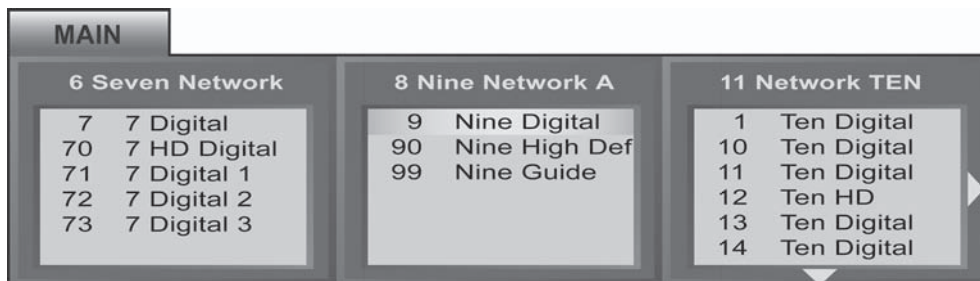 MAIN
6 Seven Network
7 7 Digital
70 7 HD Digital
71 7 Digital 1
72 7 Digital 2
73 7 Digital 3
8 Nine Network A
9 Nine Digital
90 Nine High Def
99 Nine Guide
11 Network TEN
1 Ten Digital
10 Ten Digital
11 Ten Digital
12 Ten HD
13 Ten Digital
14 Ten Digital